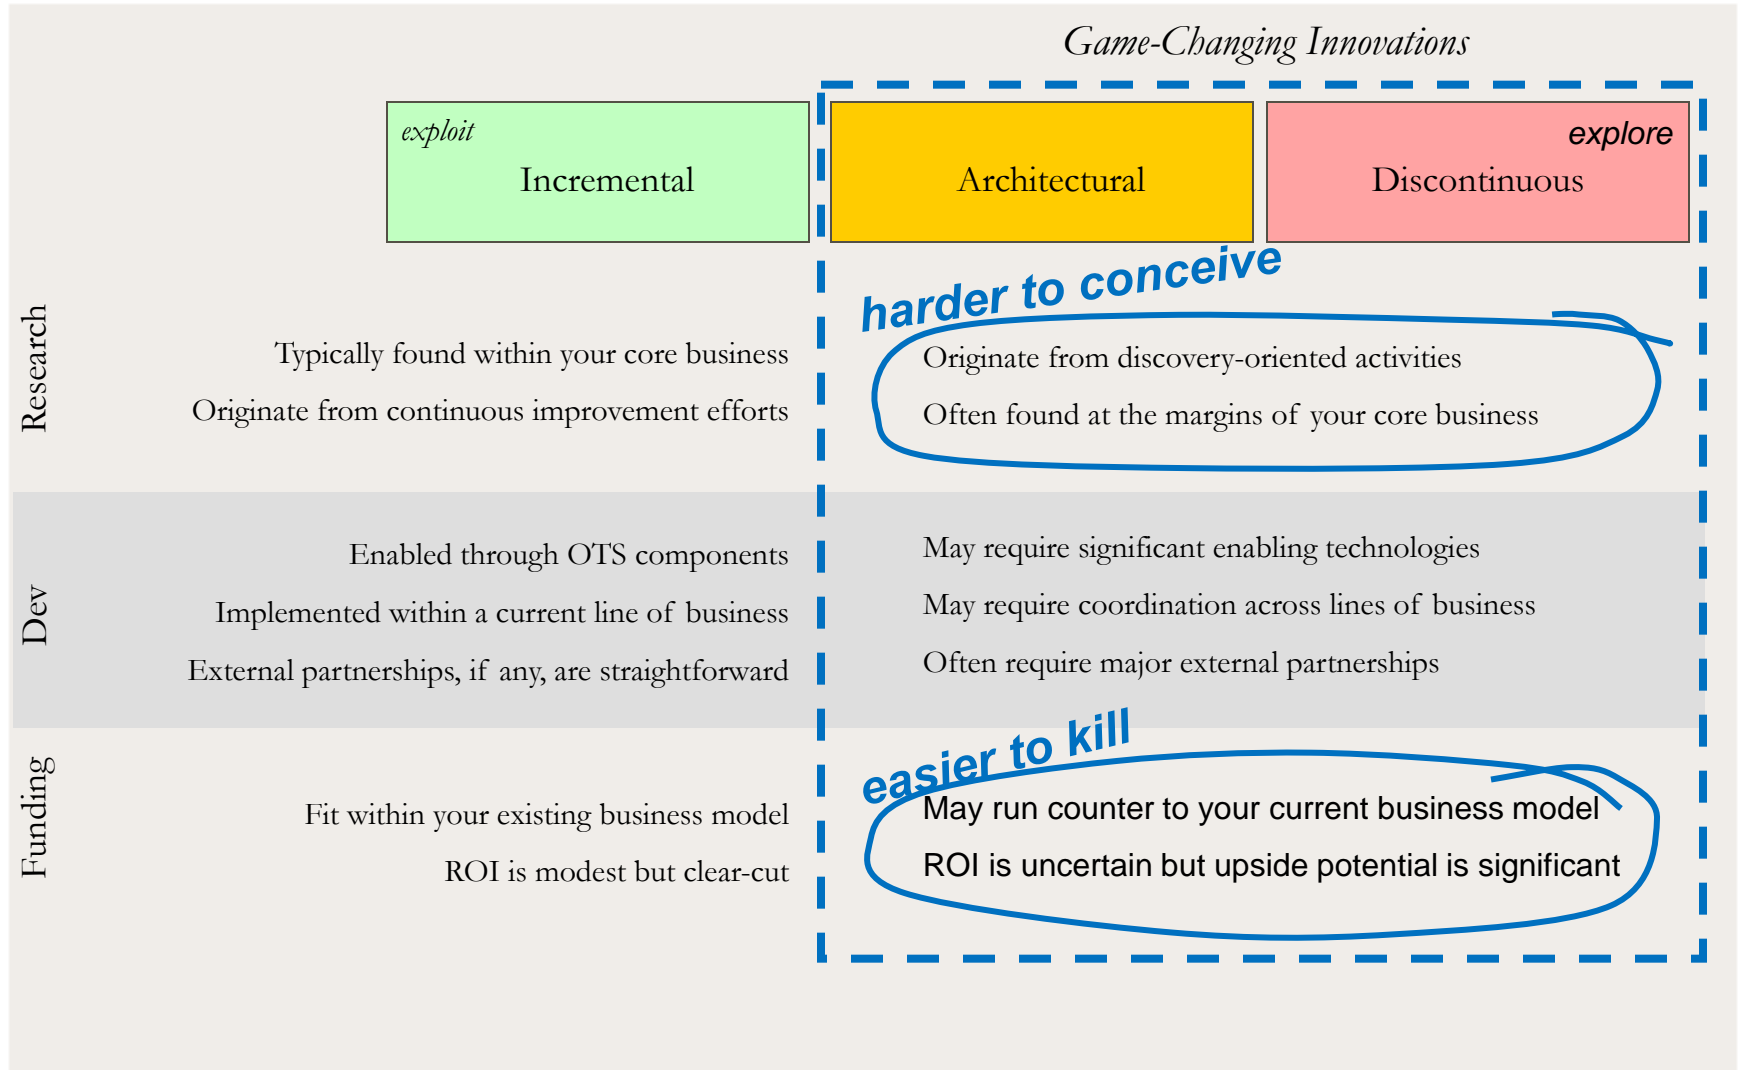 Game-Changing Innovations
exploit
Incremental
Architectural
explore
Discontinuous
harder to conceive
Research
Typically found within your core business
Originate from continuous improvement efforts
Originate from discovery-oriented activities
Often found at the margins of your core business
Dev
Enabled through OTS components
Implemented within a current line of business
External partnerships, if any, are straightforward
May require significant enabling technologies
May require coordination across lines of business
Often require major external partnerships
easier to kill
Funding
Fit within your existing business model
ROI is modest but clear-cut
May run counter to your current business model
ROI is uncertain but upside potential is significant